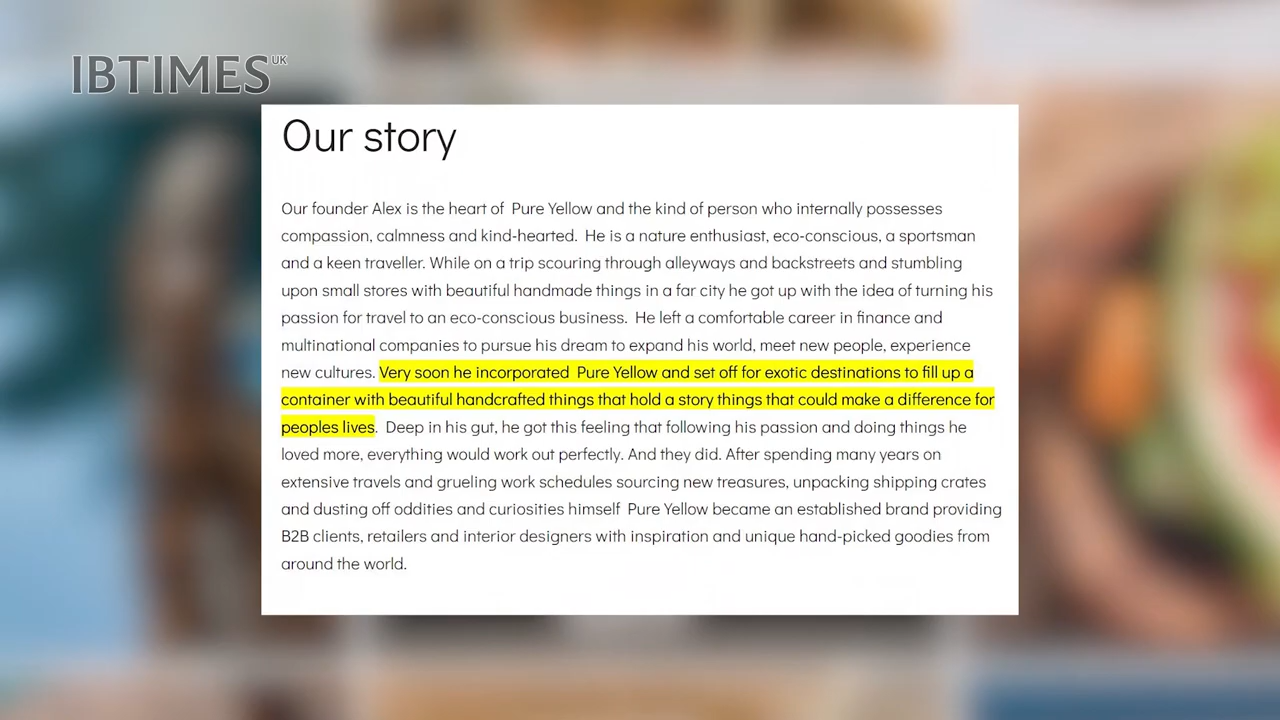 IBTIMES UK
Our story
Our founder Alex is the heart of Pure Yellow and the kind of person who internally possesses
compassion, calmness and kind-hearted. He is a nature enthusiast, eco-conscious, a sportsman
and a keen traveller. While on a trip scouring through alleyways and backstreets and stumbling
upon small stores with beautiful handmade things in a far city he got up with the idea of turning his
passion for travel to an eco-conscious business. He left a comfortable career in finance and
multinational companies to pursue his dream to expand his world, meet new people, experience
new cultures. Very soon he incorporated Pure Yellow and set off for exotic destinations to fill up a
container with beautiful handcrafted things that hold a story things that could make a difference for
peoples lives. Deep in his gut, he got this feeling that following his passion and doing things he
loved more, everything would work out perfectly. And they did. After spending many years on
extensive travels and grueling work schedules sourcing new treasures, unpacking shipping crates
and dusting off oddities and curiosities himself Pure Yellow became an established brand providing
B2B clients, retailers and interior designers with inspiration and unique hand-picked goodies from
around the world.